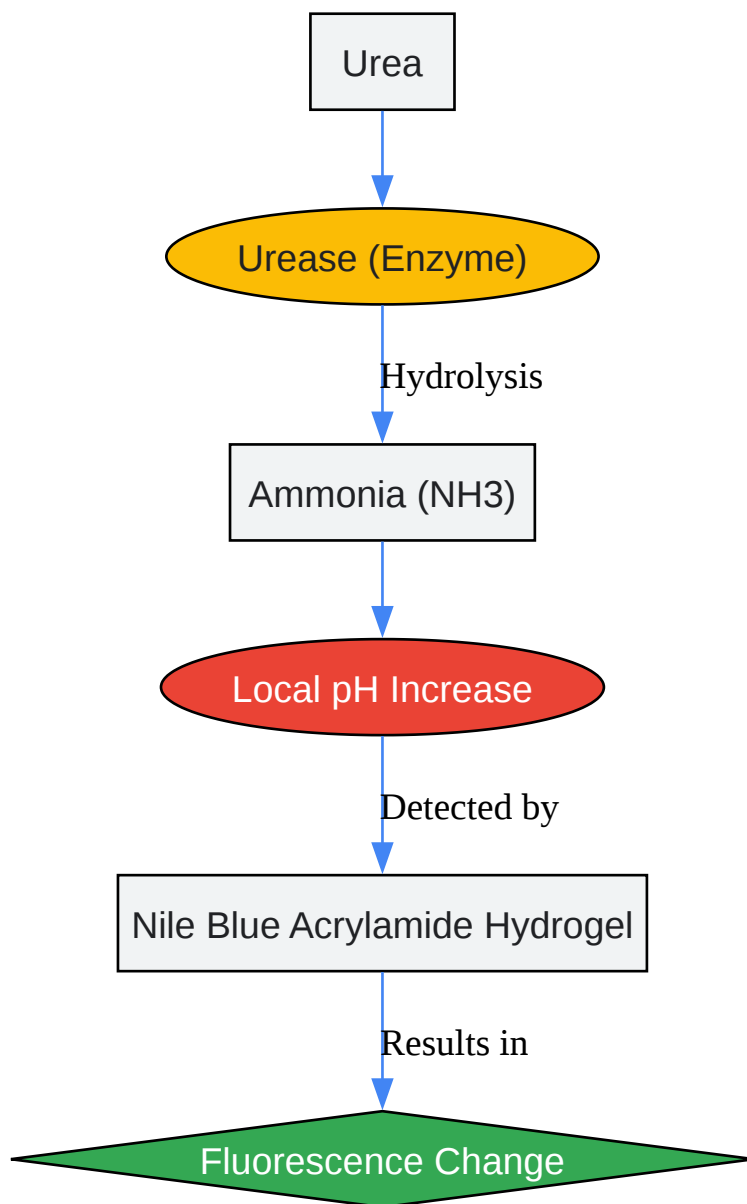 Urea
Urease (Enzyme)
Hydrolysis
Ammonia (NH3)
Local pH Increase
Detected by
Nile Blue Acrylamide Hydrogel
Results in
Fluorescence Change